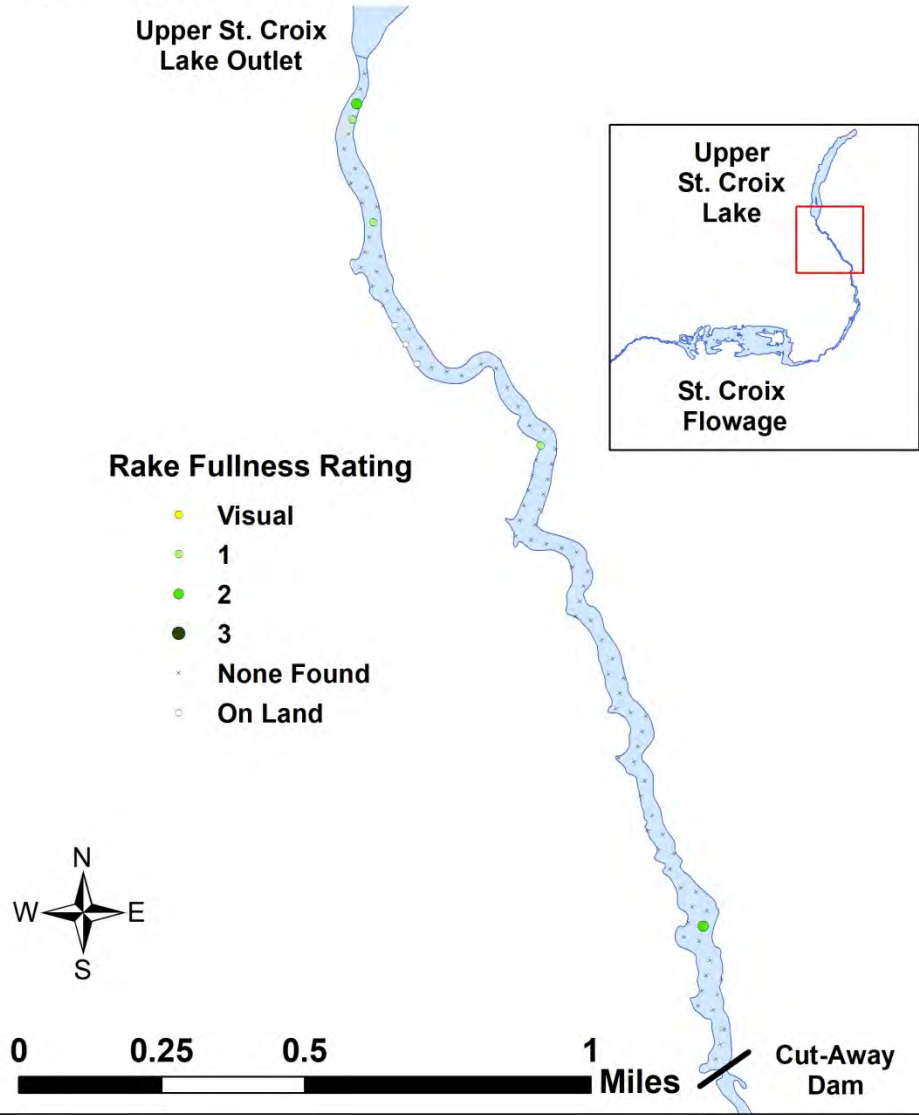 Upper St. Croix
Lake Outlet
Upper
St. Croix
Lake
St. Croix
Flowage
Rake Fullness Rating
Visual
1
2
3
None Found
On Land
N
W E
S
0 0.25 0.5 1
Miles
Cut-Away
Dam